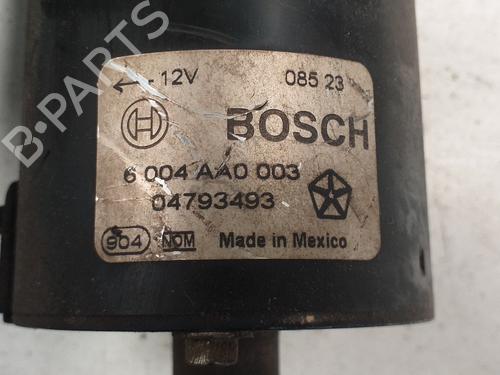 ← - 12V 085 23
BOSCH
6 004 AA0 003
04793493
904 NOM Made in Mexico
B-PARTS